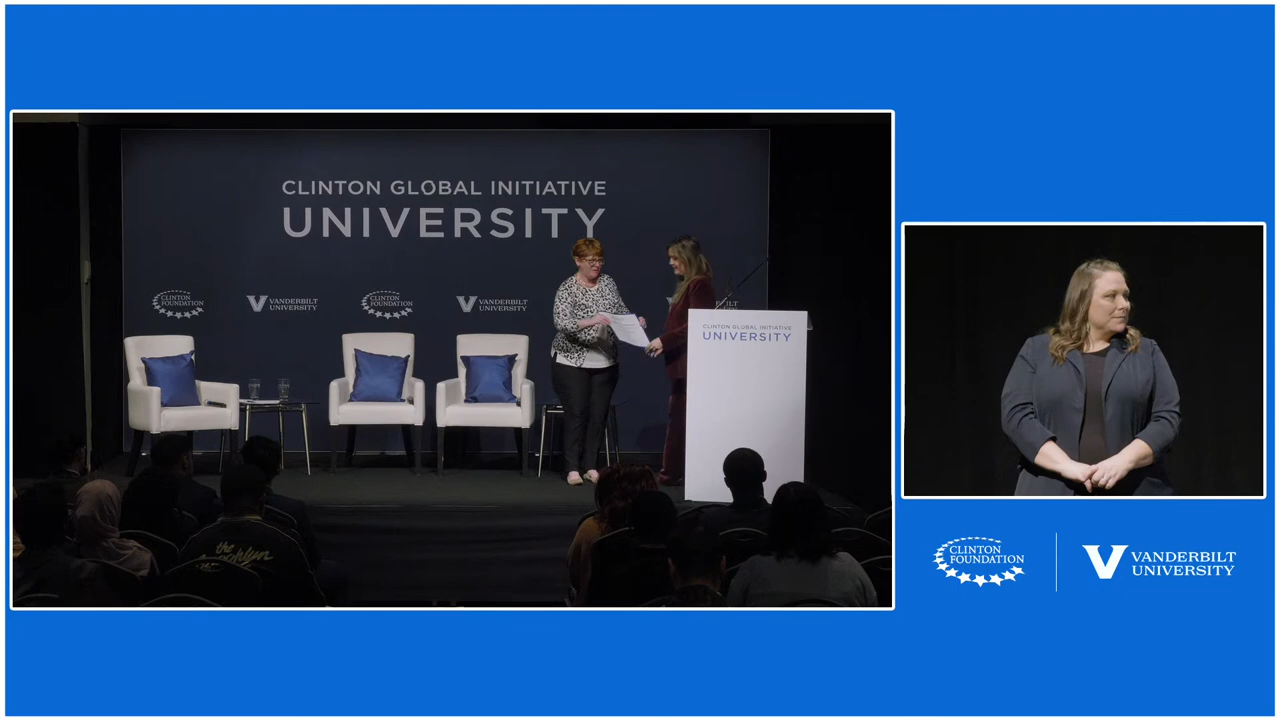 CLINTON GLOBAL INITIATIVE
UNIVERSITY
CLINTON
FOUNDATION
VANDERBILT
UNIVERSITY
CLINTON
FOUNDATION
VANDERBILT
UNIVERSITY
CLINTON GLOBAL INITIATIVE
UNIVERSITY
the
CLINTON
FOUNDATION
VANDERBILT
UNIVERSITY